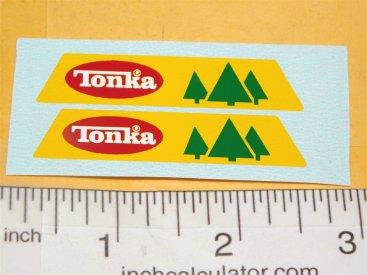 Tonka
Tonka
inch 1 2 3
inchcalculator.com